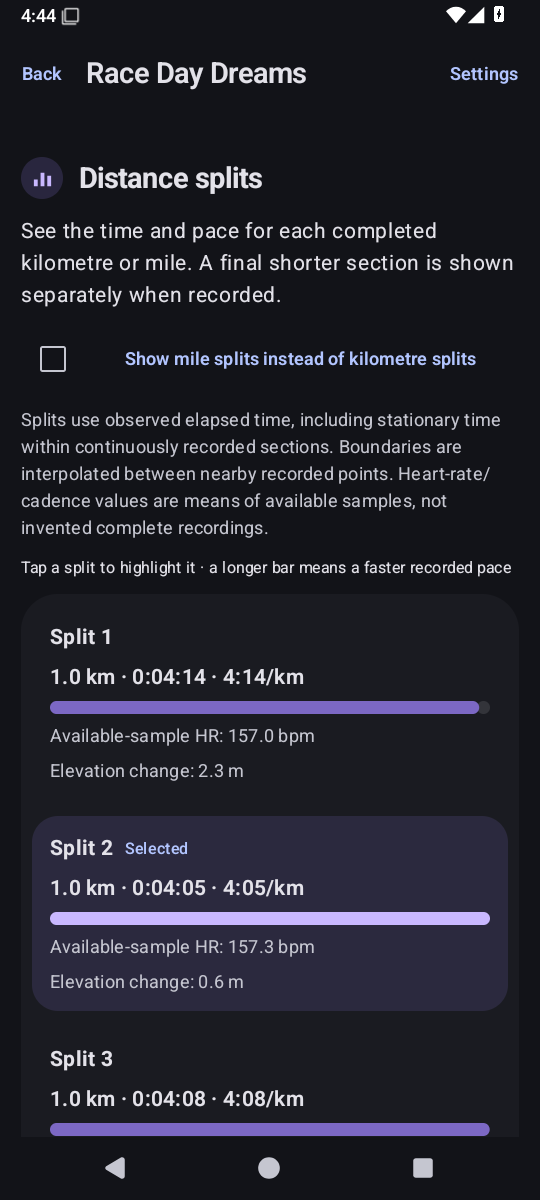 4:44
Back
Race Day Dreams
Settings
Distance splits
See the time and pace for each completed
kilometre or mile. A final shorter section is shown
separately when recorded.
Show mile splits instead of kilometre splits
Splits use observed elapsed time, including stationary time
within continuously recorded sections. Boundaries are
interpolated between nearby recorded points. Heart-rate/
cadence values are means of available samples, not
invented complete recordings.
Tap a split to highlight it · a longer bar means a faster recorded pace
Split 1
1.0 km · 0:04:14 · 4:14/km
Available-sample HR: 157.0 bpm
Elevation change: 2.3 m
Split 2 Selected
1.0 km · 0:04:05 · 4:05/km
Available-sample HR: 157.3 bpm
Elevation change: 0.6 m
Split 3
1.0 km · 0:04:08 · 4:08/km